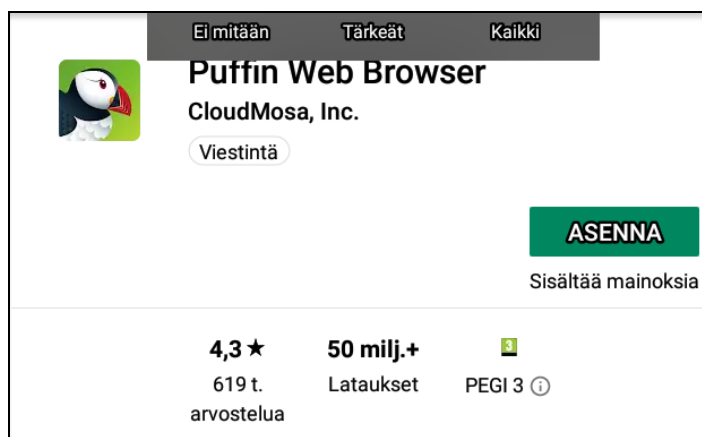 Ei mitään Tärkeät Kaikki
Puffin Web Browser
CloudMosa, Inc.
Viestintä
ASENNA
Sisältää mainoksia
4,3 ★ 50 milj.+ 3
619 t. Lataukset PEGI 3
arvostelua